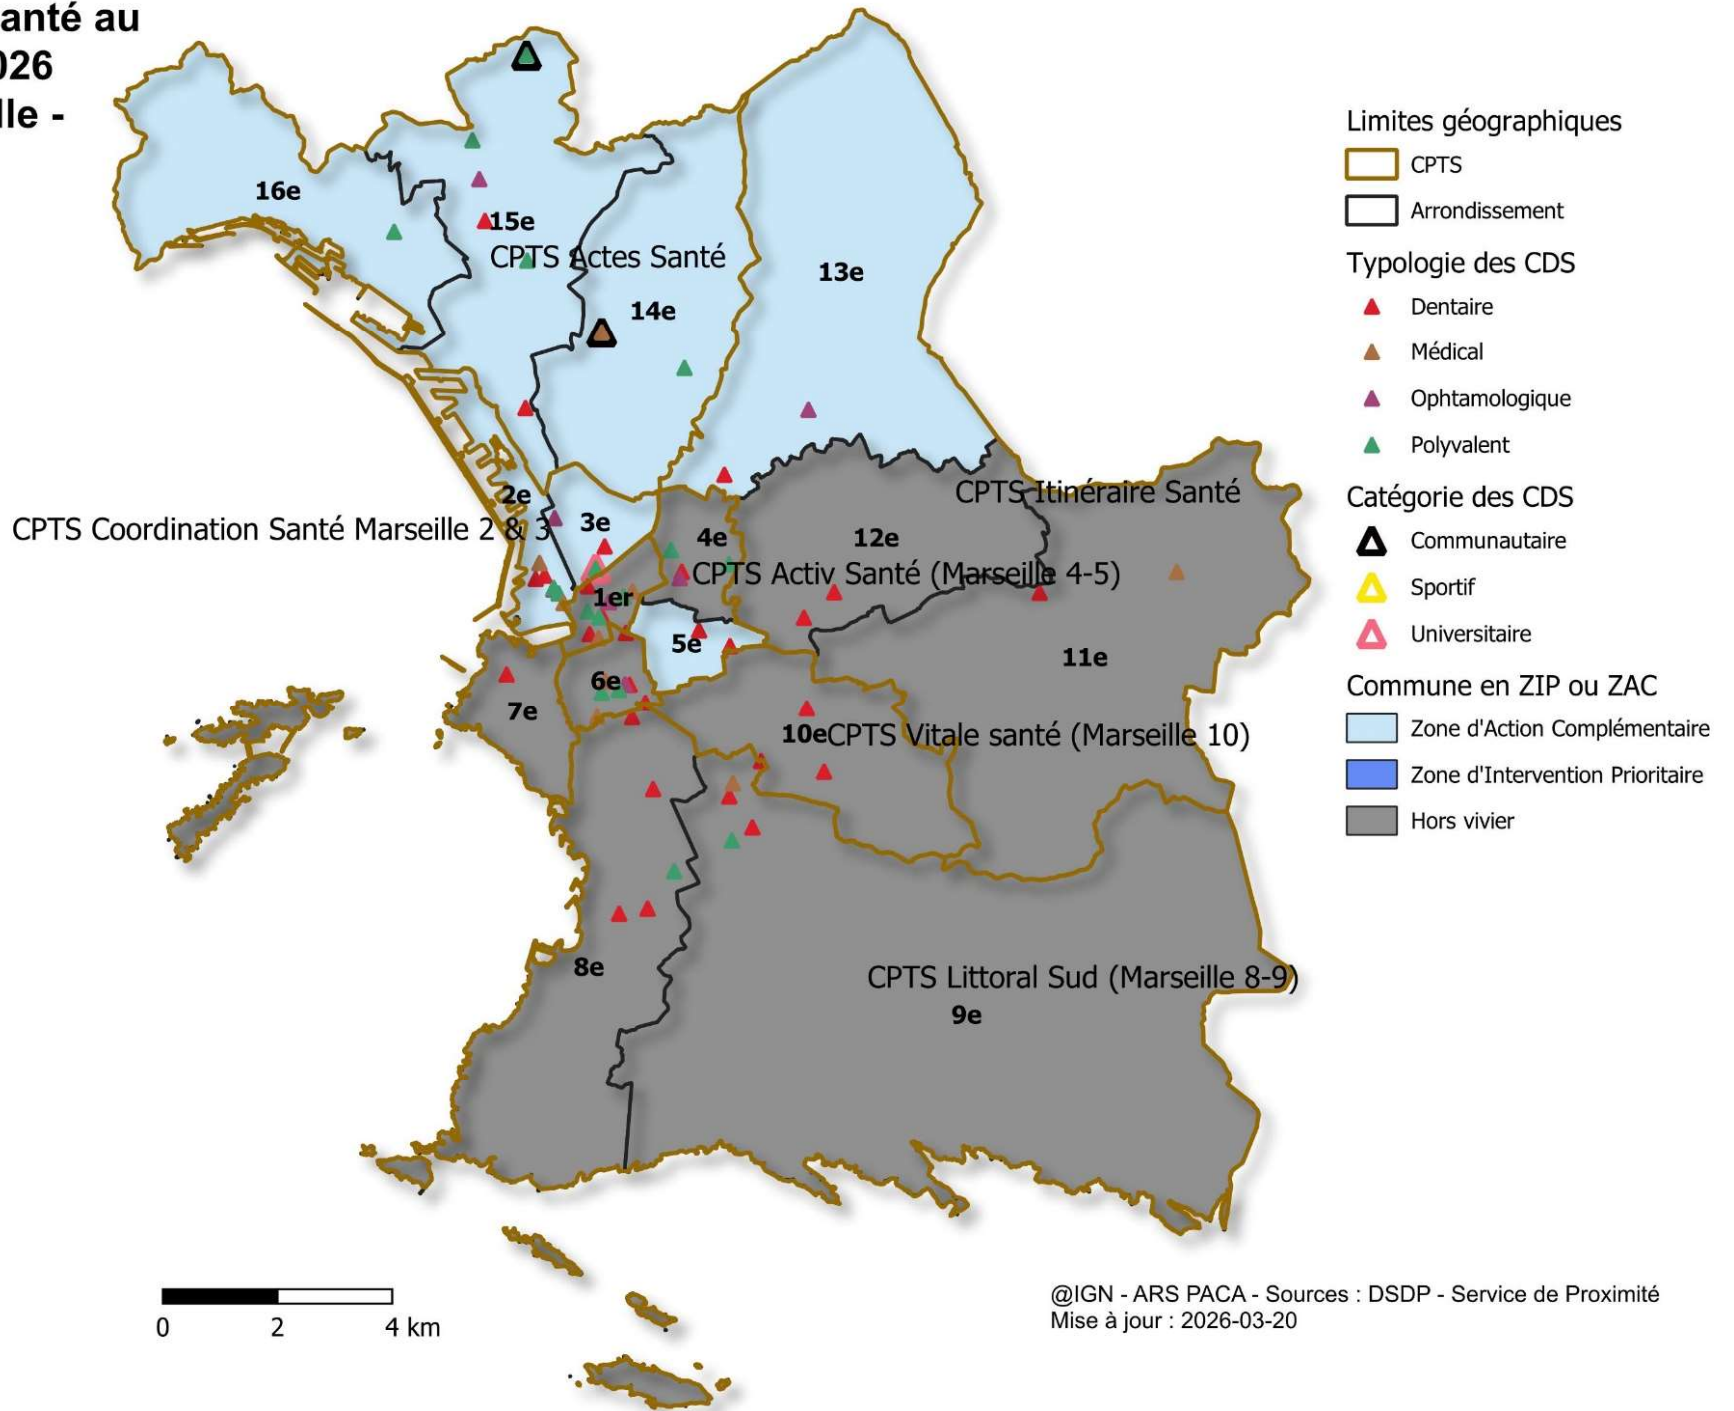 anté au
026
lle -
16e
15e
CPTS Actes Santé
14e
13e
2e
CPTS Coordination Santé Marseille 2 & 3
3e
4e
12e
CPTS Itinéraire Santé
CPTS Activ Santé (Marseille 4-5)
1er
5e
11e
6e
7e
10e
CPTS Vitale santé (Marseille 10)
8e
CPTS Littoral Sud (Marseille 8-9)
9e
Limites géographiques
CPTS
Arrondissement
Typologie des CDS
Dentaire
Médical
Ophtamologique
Polyvalent
Catégorie des CDS
Communautaire
Sportif
Universitaire
Commune en ZIP ou ZAC
Zone d'Action Complémentaire
Zone d'Intervention Prioritaire
Hors vivier
0 2 4 km
@IGN - ARS PACA - Sources : DSDP - Service de Proximité
Mise à jour : 2026-03-20